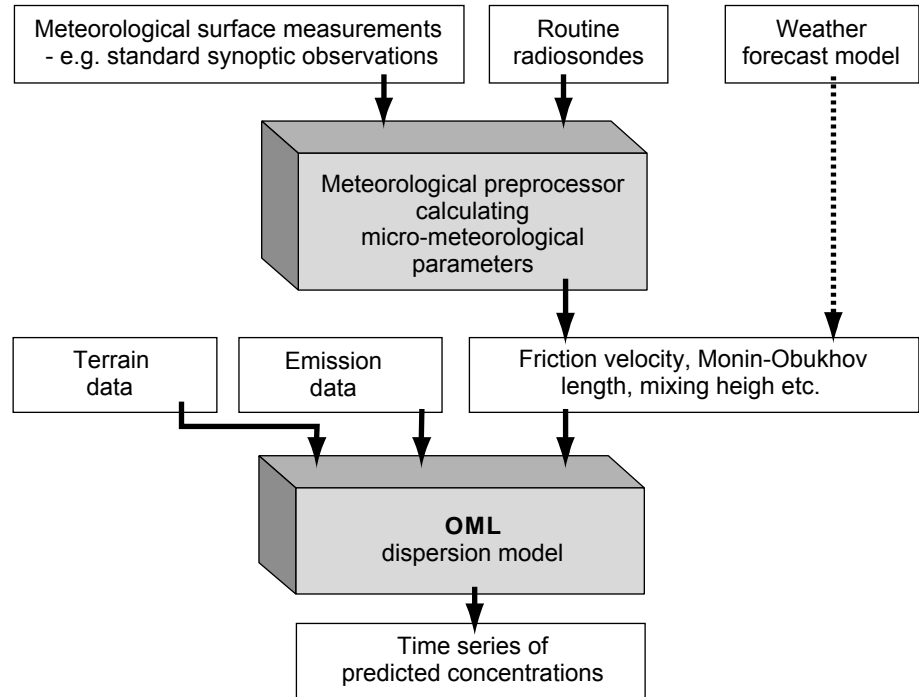 Meteorological surface measurements
- e.g. standard synoptic observations
Routine
radiosondes
Weather
forecast model
Meteorological preprocessor
calculating
micro-meteorological
parameters
Terrain
data
Emission
data
Friction velocity, Monin-Obukhov
length, mixing heigh etc.
OML
dispersion model
Time series of
predicted concentrations